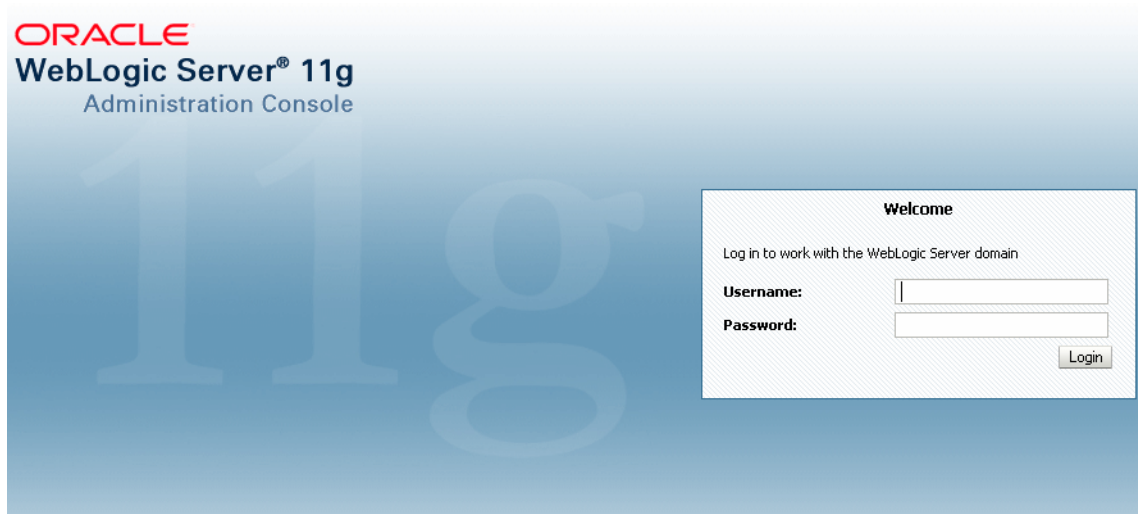 ORACLE
WebLogic Server® 11g
Administration Console
11g
Welcome
Log in to work with the WebLogic Server domain
Username:
Password:
Login